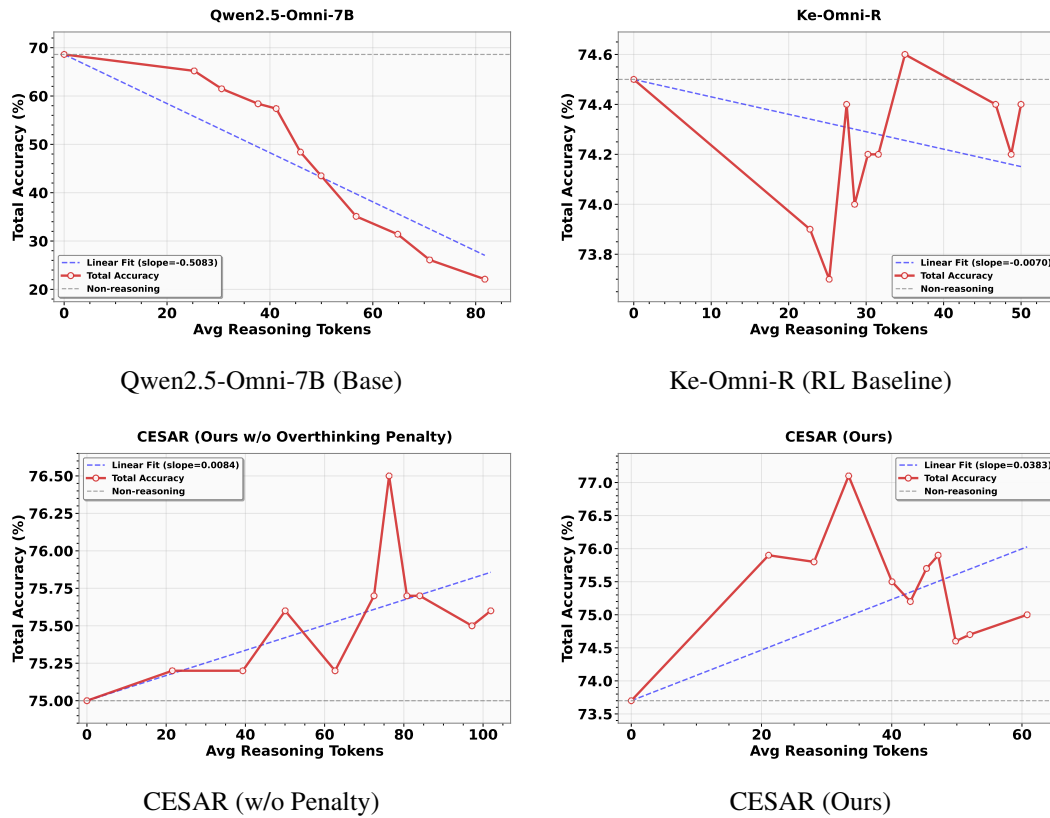 Qwen2.5-Omni-7B
70
60
50
40
30
20
0 20 40 60 80
Total Accuracy (%)
Avg Reasoning Tokens
Linear Fit (slope=-0.5083)
Total Accuracy
Non-reasoning
Qwen2.5-Omni-7B (Base)
Ke-Omni-R
74.6
74.4
74.2
74.0
73.8
0 10 20 30 40 50
Total Accuracy (%)
Avg Reasoning Tokens
Linear Fit (slope=-0.0070)
Total Accuracy
Non-reasoning
Ke-Omni-R (RL Baseline)
CESAR (Ours w/o Overthinking Penalty)
76.50
76.25
76.00
75.75
75.50
75.25
75.00
0 20 40 60 80 100
Total Accuracy (%)
Avg Reasoning Tokens
Linear Fit (slope=0.0084)
Total Accuracy
Non-reasoning
CESAR (w/o Penalty)
CESAR (Ours)
77.0
76.5
76.0
75.5
75.0
74.5
74.0
73.5
0 20 40 60
Total Accuracy (%)
Avg Reasoning Tokens
Linear Fit (slope=0.0383)
Total Accuracy
Non-reasoning
CESAR (Ours)